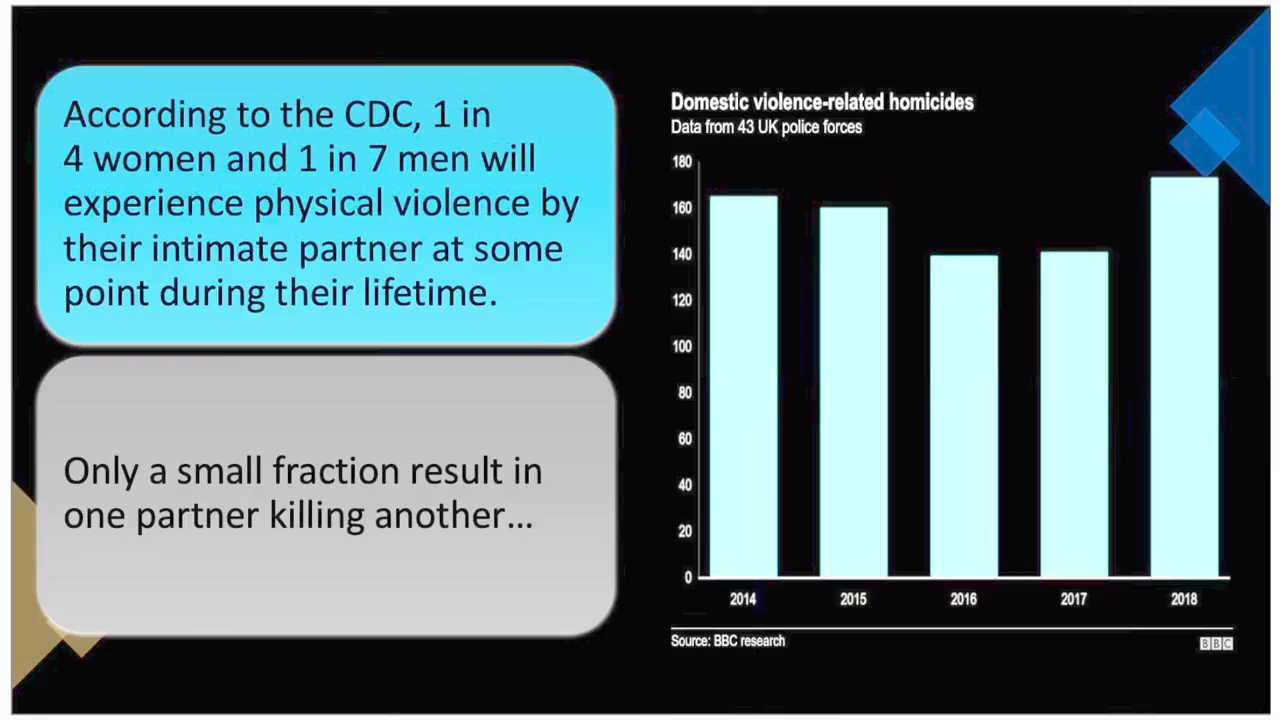 According to the CDC, 1 in
4 women and 1 in 7 men will
experience physical violence by
their intimate partner at some
point during their lifetime.
Only a small fraction result in
one partner killing another…
Domestic violence-related homicides
Data from 43 UK police forces
180
160
140
120
100
80
60
40
20
0
2014 2015 2016 2017 2018
Source: BBC research
BBC